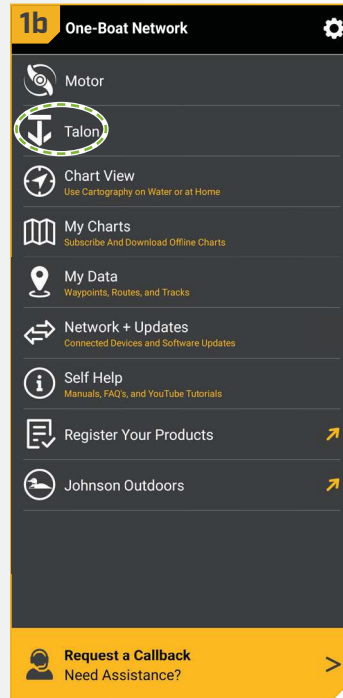 1b One-Boat Network
Motor
Talon
Chart View
Use Cartography on Water or at Home
My Charts
Subscribe And Download Offline Charts
My Data
Waypoints, Routes, and Tracks
Network + Updates
Connected Devices and Software Updates
Self Help
Manuals, FAQ's, and YouTube Tutorials
Register Your Products
Johnson Outdoors
Request a Callback
Need Assistance?